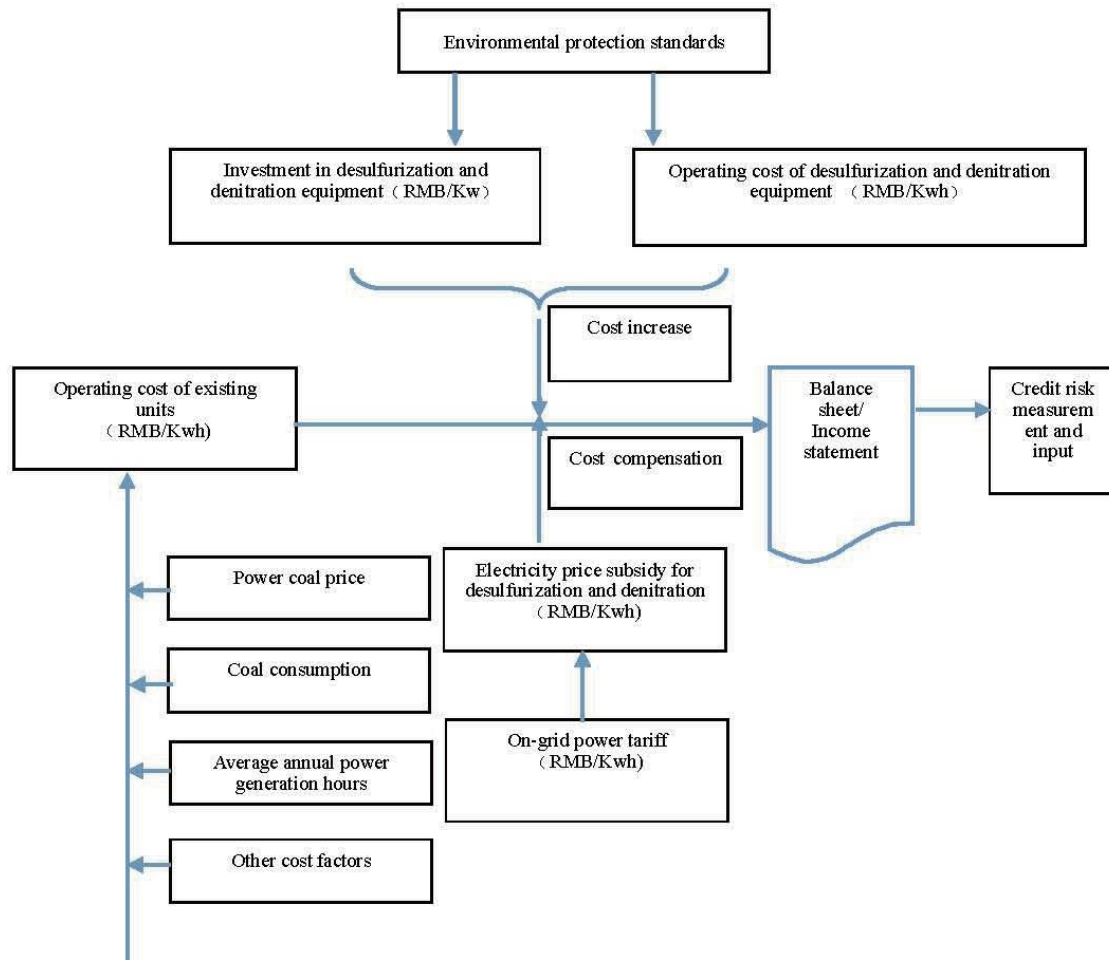 Environmental protection standards
Investment in desulfurization and
denitration equipment（RMB/Kw）
Operating cost of desulfurization and denitration
equipment （RMB/Kwh）
Cost increase
Operating cost of existing
units
（RMB/Kwh)
Balance
sheet/
Income
statement
Credit risk
measurem
ent and
input
Cost compensation
Power coal price
Electricity price subsidy for
desulfurization and denitration
（RMB/Kwh)
Coal consumption
On-grid power tariff
（RMB/Kwh)
Average annual power
generation hours
Other cost factors